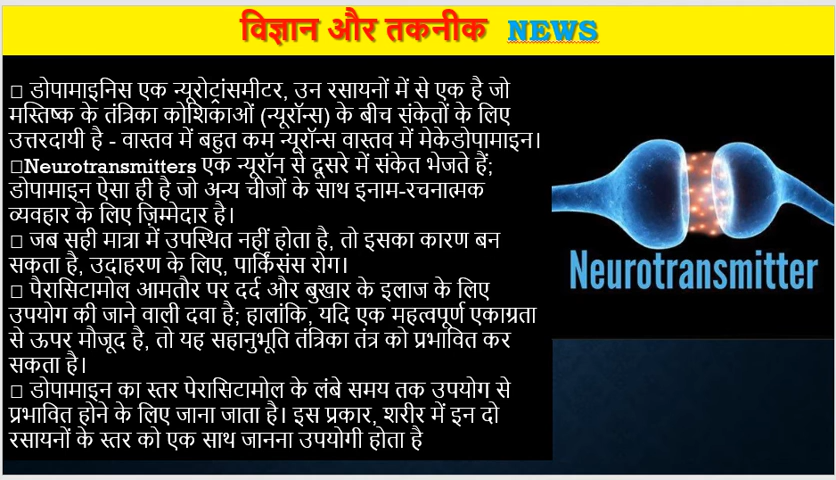 विज्ञान और तकनीक NEWS
डोपामाइनिस एक न्यूरोट्रांसमीटर, उन रसायनों में से एक है जो
मस्तिष्क के तंत्रिका कोशिकाओं (न्यूरॉन्स) के बीच संकेतों के लिए
उत्तरदायी है - वास्तव में बहुत कम न्यूरॉन्स वास्तव में मेकेडोपामाइन।
Neurotransmitters एक न्यूरॉन से दूसरे में संकेत भेजते हैं;
डोपामाइन ऐसा ही है जो अन्य चीजों के साथ इनाम-रचनात्मक
व्यवहार के लिए ज़िम्मेदार है।
जब सही मात्रा में उपस्थित नहीं होता है, तो इसका कारण बन
सकता है, उदाहरण के लिए, पार्किंसंस रोग।
पैरासिटामोल आमतौर पर दर्द और बुखार के इलाज के लिए
उपयोग की जाने वाली दवा है; हालांकि, यदि एक महत्वपूर्ण एकाग्रता
से ऊपर मौजूद है, तो यह सहानुभूति तंत्रिका तंत्र को प्रभावित कर
सकता है।
डोपामाइन का स्तर पेरासिटामोल के लंबे समय तक उपयोग से
प्रभावित होने के लिए जाना जाता है। इस प्रकार, शरीर में इन दो
रसायनों के स्तर को एक साथ जानना उपयोगी होता है
Neurotransmitter